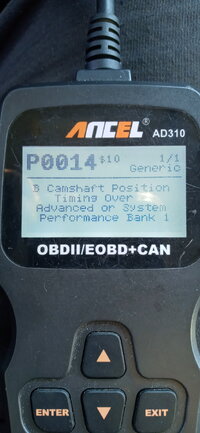 ANCEL®
AD310
P0014 $10 1/1
Generic
B Camshaft Position
Timing Over-
Advanced or System
Performance Bank 1
OBDII/EOBD+CAN
ENTER
EXIT